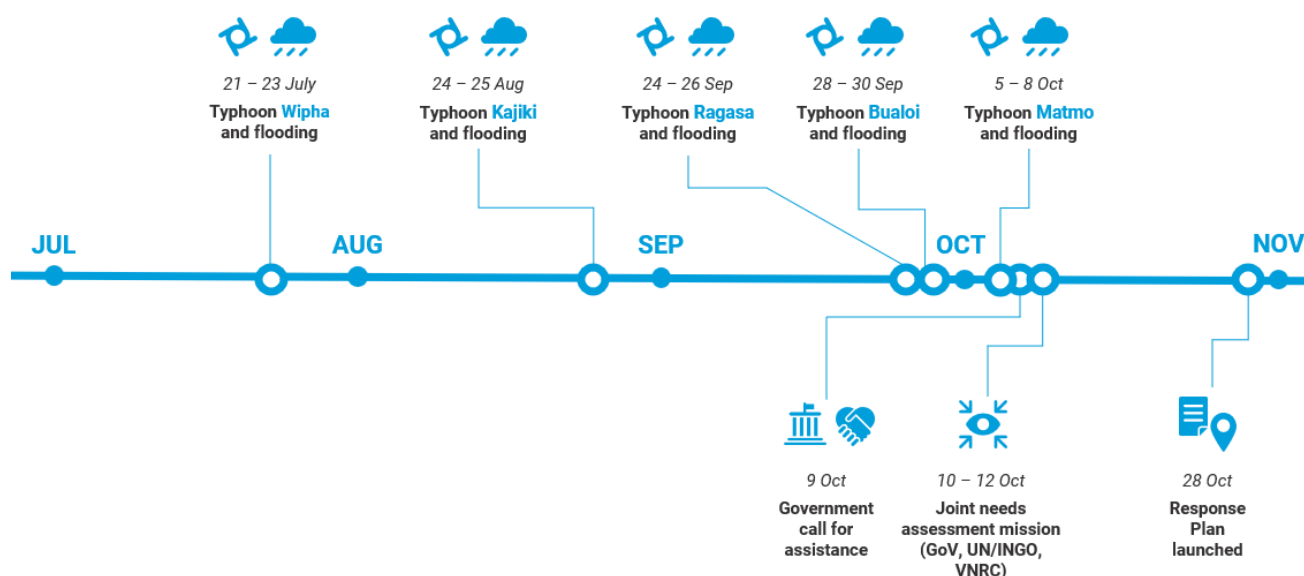 21 – 23 July
Typhoon Wipha
and flooding
24 – 25 Aug
Typhoon Kajiki
and flooding
24 – 26 Sep
Typhoon Ragasa
and flooding
28 – 30 Sep
Typhoon Bualoi
and flooding
5 – 8 Oct
Typhoon Matmo
and flooding
JUL
AUG
SEP
OCT
NOV
9 Oct
Government
call for
assistance
10 – 12 Oct
Joint needs
assessment mission
(GoV, UN/INGO,
VNRC)
28 Oct
Response
Plan
launched